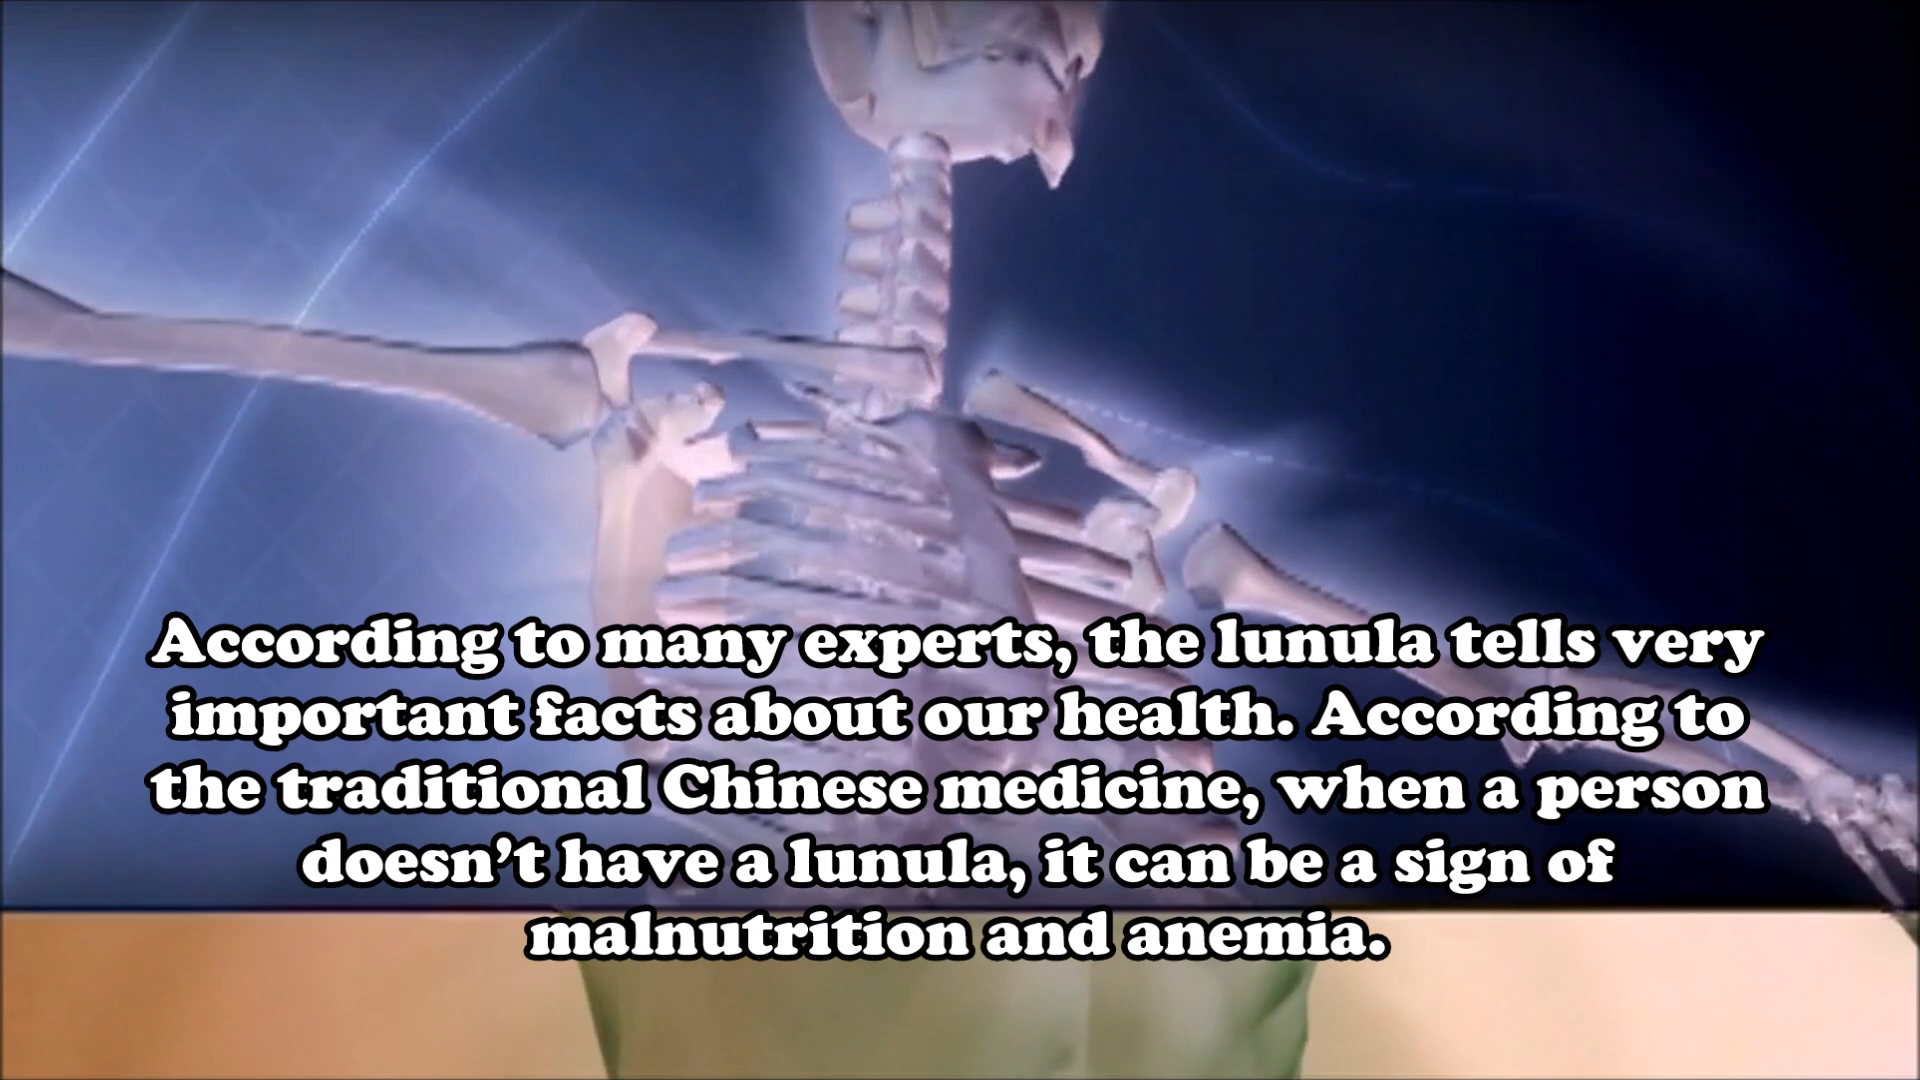 According to many experts, the lunula tells very
important facts about our health. According to
the traditional Chinese medicine, when a person
doesn’t have a lunula, it can be a sign of
malnutrition and anemia.